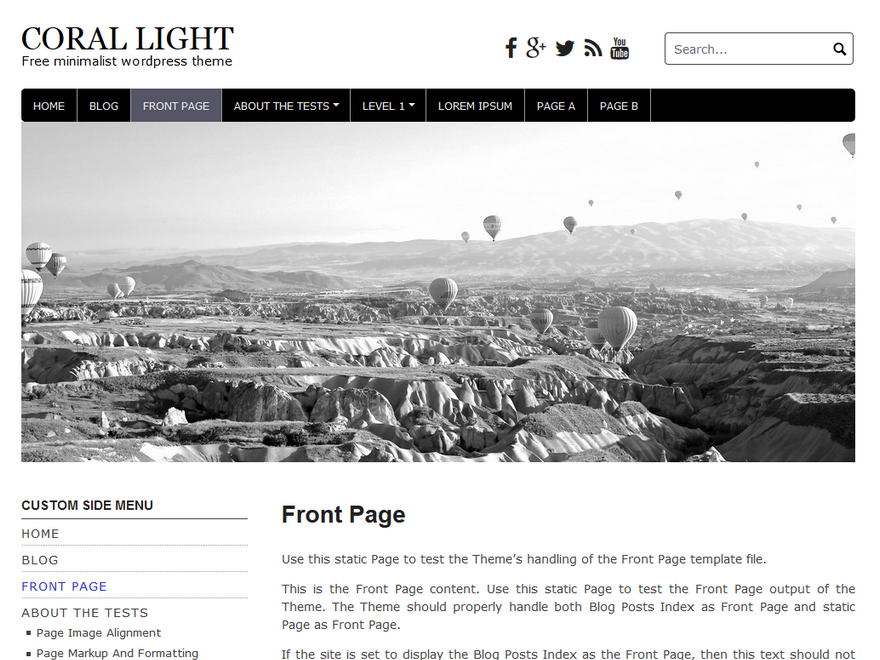 CORAL LIGHT
Free minimalist wordpress theme
You
Tube
Search...
HOME BLOG FRONT PAGE ABOUT THE TESTS LEVEL 1 LOREM IPSUM PAGE A PAGE B
CUSTOM SIDE MENU
HOME
BLOG
FRONT PAGE
ABOUT THE TESTS
Page Image Alignment
Page Markup And Formatting
Front Page
Use this static Page to test the Theme’s handling of the Front Page template file.
This is the Front Page content. Use this static Page to test the Front Page output of the
Theme. The Theme should properly handle both Blog Posts Index as Front Page and static
Page as Front Page.
If the site is set to display the Blog Posts Index as the Front Page, then this text should not